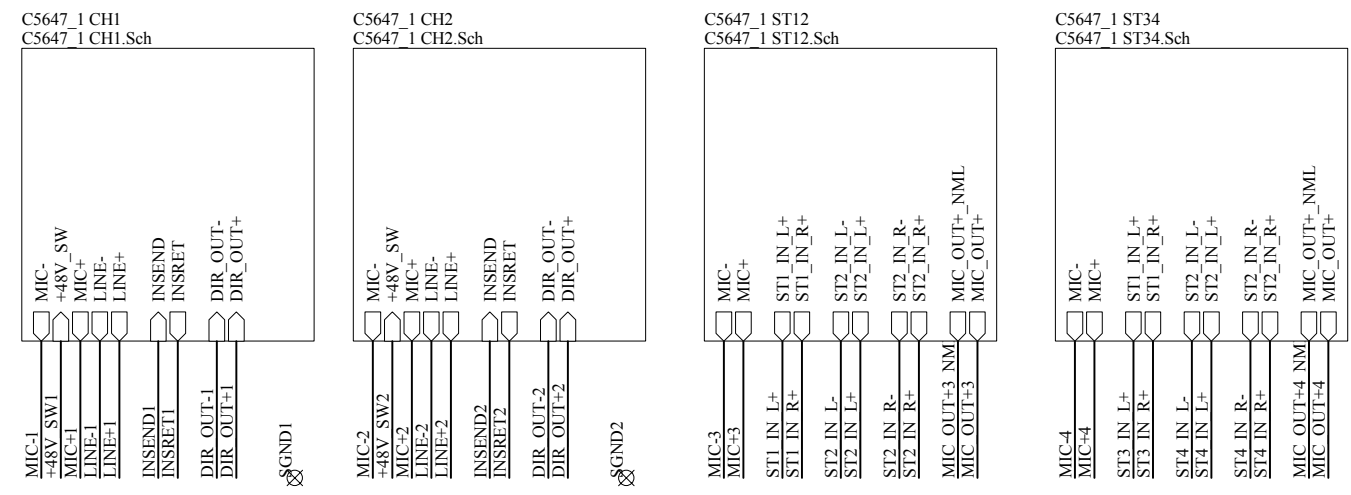 C5647_1 CH1
C5647_1 CH1.Sch
MIC-
+48V_SW
MIC+
LINE-
LINE+
INSEND
INSRET
DIR_OUT-
DIR_OUT+
MIC-1
+48V_SW1
MIC+1
LINE-1
LINE+1
INSEND1
INSRET1
DIR_OUT-1
DIR_OUT+1
SGND1
C5647_1 CH2
C5647_1 CH2.Sch
MIC-
+48V_SW
MIC+
LINE-
LINE+
INSEND
INSRET
DIR_OUT-
DIR_OUT+
MIC-2
+48V_SW2
MIC+2
LINE-2
LINE+2
INSEND2
INSRET2
DIR_OUT-2
DIR_OUT+2
SGND2
C5647_1 ST12
C5647_1 ST12.Sch
MIC-
MIC+
ST1_IN_L+
ST1_IN_R+
ST2_IN_L-
ST2_IN_L+
ST2_IN_R-
ST2_IN_R+
MIC_OUT+_NML
MIC_OUT+
MIC-3
MIC+3
ST1_IN_L+
ST1_IN_R+
ST2_IN_L-
ST2_IN_L+
ST2_IN_R-
ST2_IN_R+
MIC_OUT+3_NM
MIC_OUT+3
C5647_1 ST34
C5647_1 ST34.Sch
MIC-
MIC+
ST1_IN_L+
ST1_IN_R+
ST2_IN_L-
ST2_IN_L+
ST2_IN_R-
ST2_IN_R+
MIC_OUT+_NML
MIC_OUT+
MIC-4
MIC+4
ST3_IN_L+
ST3_IN_R+
ST4_IN_L-
ST4_IN_L+
ST4_IN_R-
ST4_IN_R+
MIC_OUT+4_NM
MIC_OUT+4